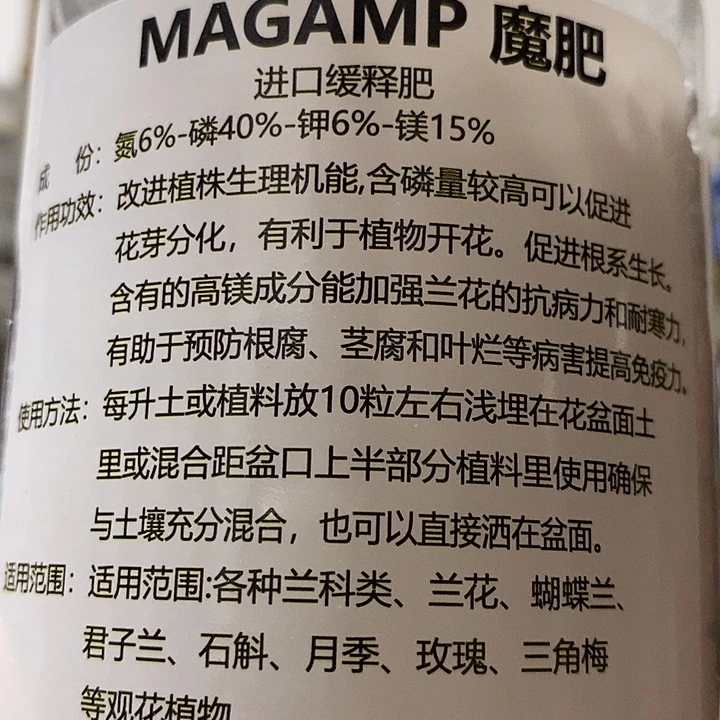 MAGAMP 魔肥
进口缓释肥
成 份：氮6%-磷40%-钾6%-镁15%
作用功效：改进植株生理机能,含磷量较高可以促进
花芽分化，有利于植物开花。促进根系生长。
含有的高镁成分能加强兰花的抗病力和耐寒力,
有助于预防根腐、茎腐和叶烂等病害提高免疫力。
使用方法：每升土或植料放10粒左右浅埋在花盆面土
里或混合距盆口上半部分植料里使用确保
与土壤充分混合，也可以直接洒在盆面。
适用范围：适用范围:各种兰科类、兰花、蝴蝶兰、
君子兰、石斛、月季、玫瑰、三角梅
等观花植物